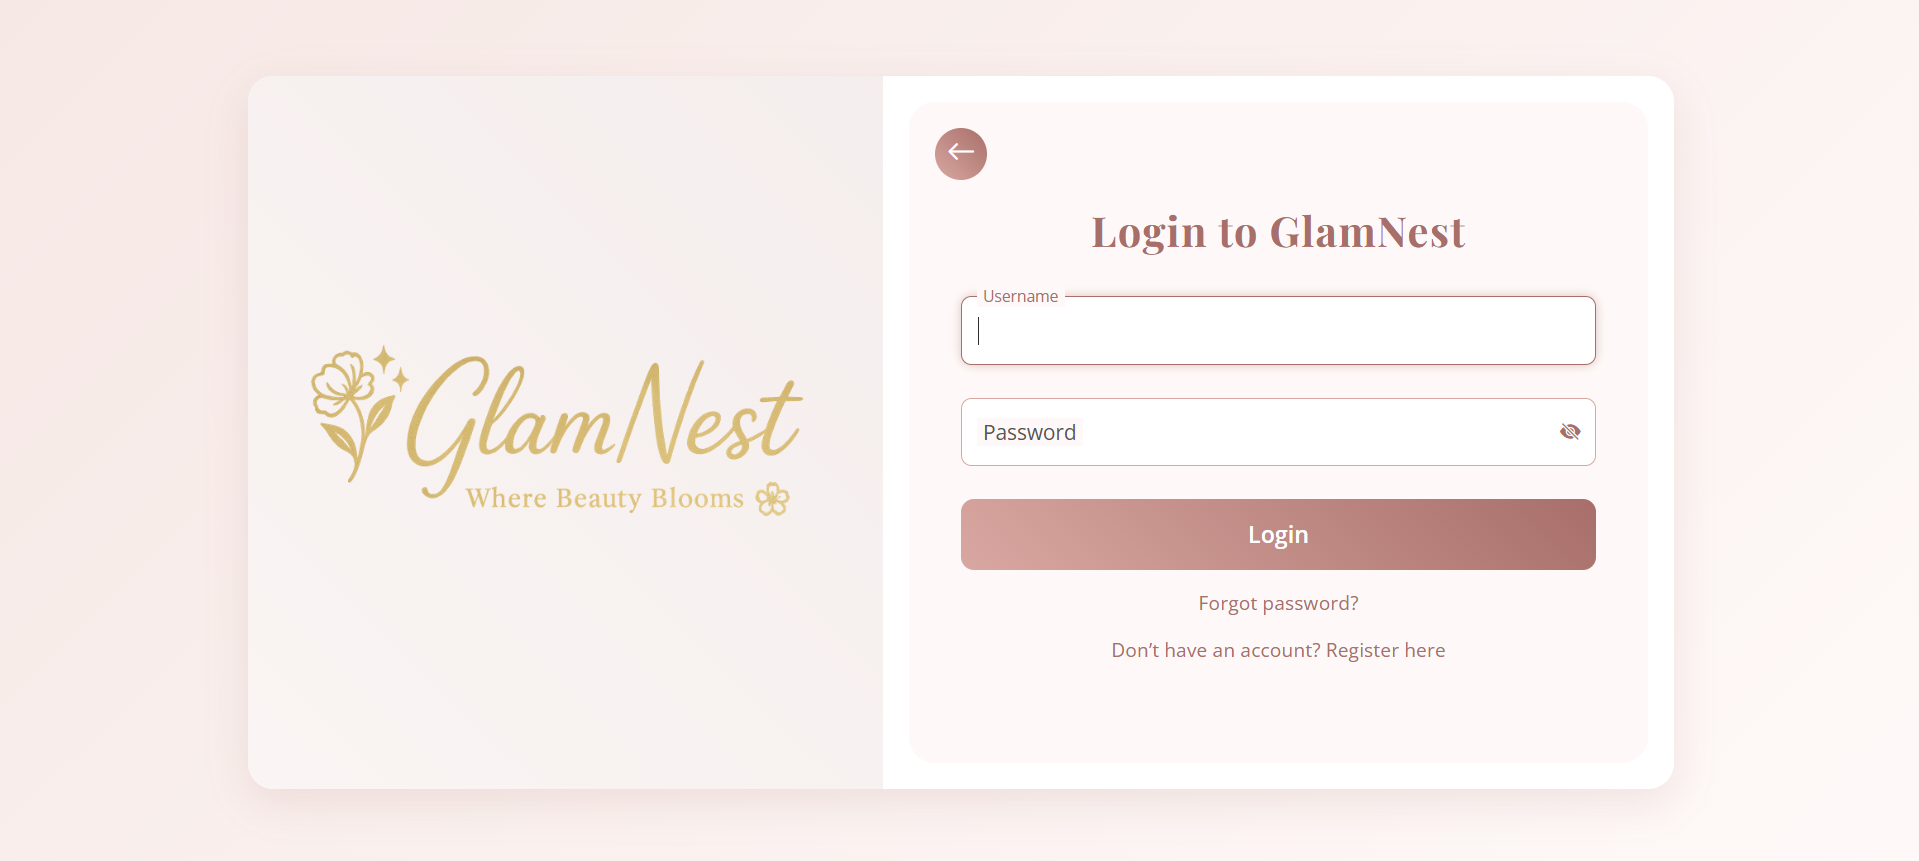 GlamNest
Where Beauty Blooms
Login to GlamNest
Username
Password
Login
Forgot password?
Don’t have an account? Register here